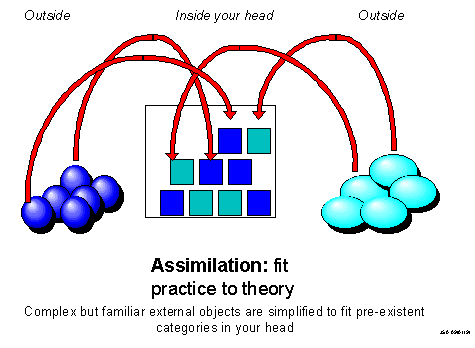 Outside Inside your head Outside
Assimilation: fit
practice to theory
Complex but familiar external objects are simplified to fit pre-existent
categories in your head